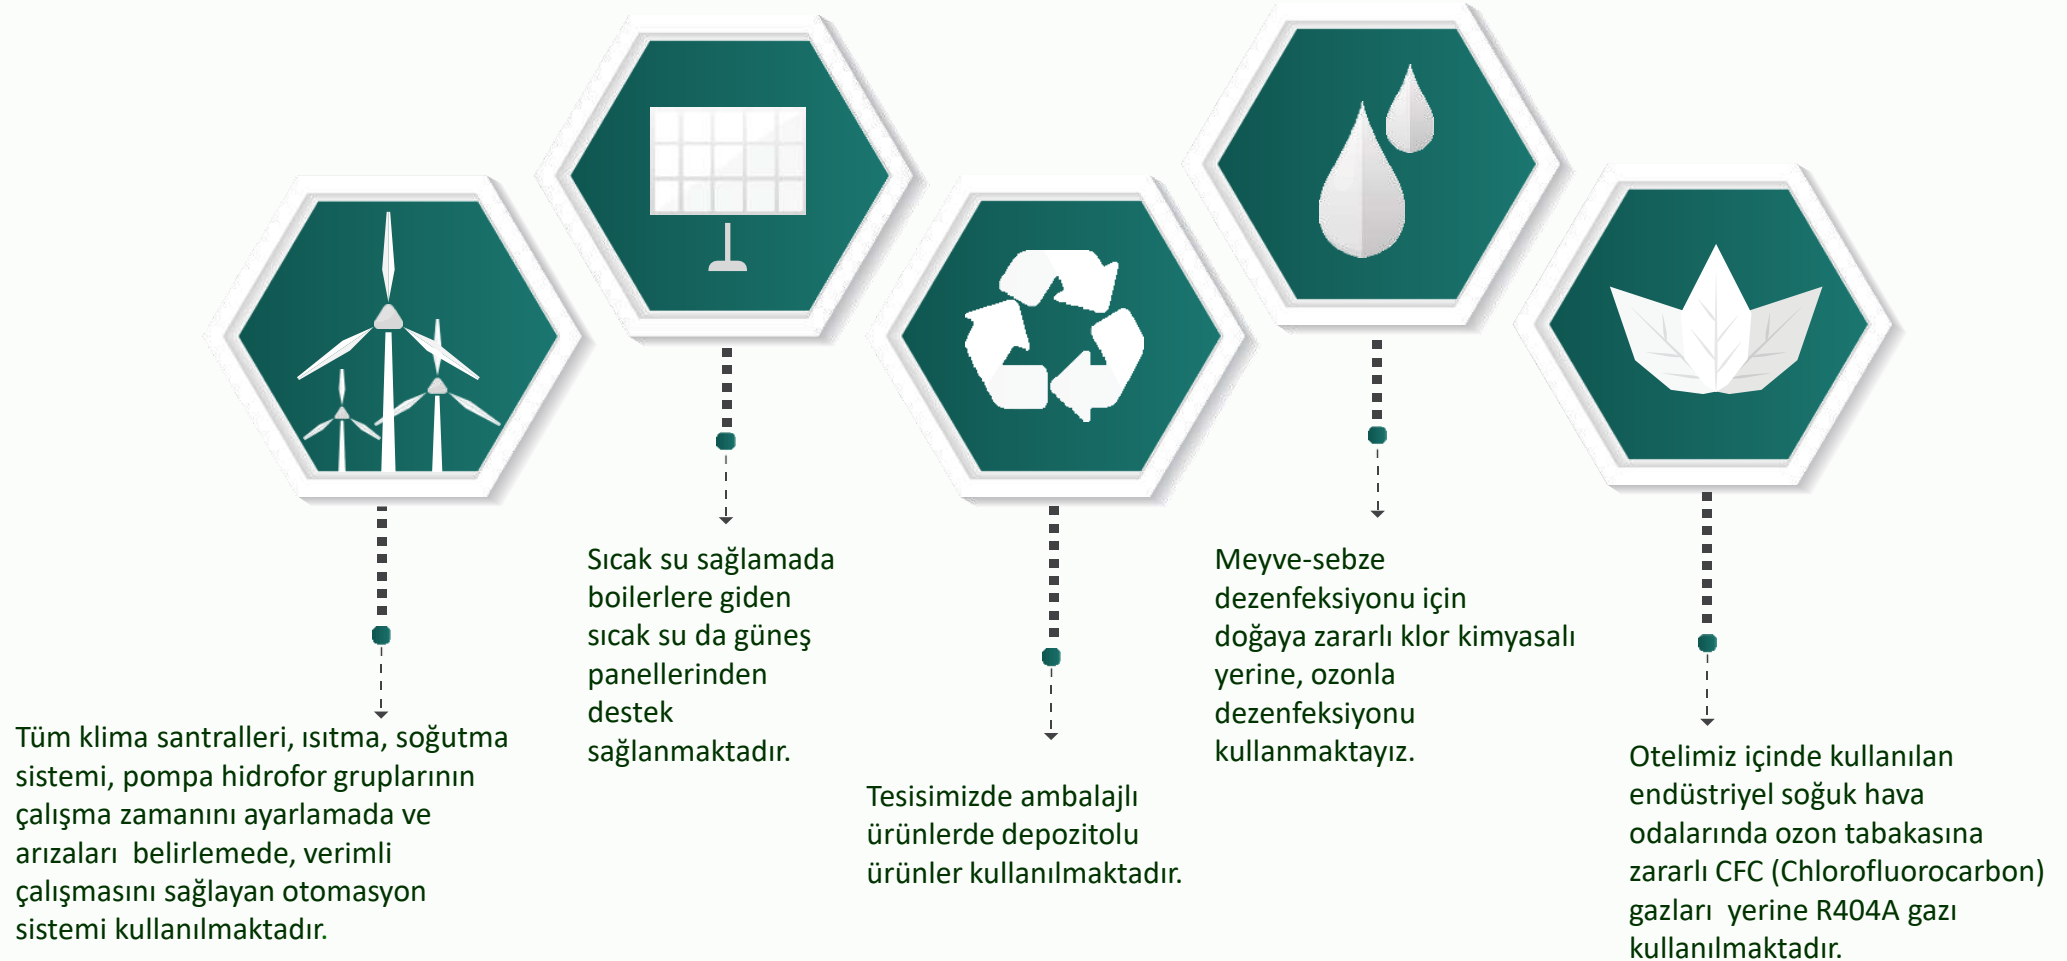 Tüm klima santralleri, ısıtma, soğutma
sistemi, pompa hidrofor gruplarının
çalışma zamanını ayarlamada ve
arızaları  belirlemede, verimli
çalışmasını sağlayan otomasyon
sistemi kullanılmaktadır.
Sıcak su sağlamada
boilerlere giden
sıcak su da güneş
panellerinden
destek
sağlanmaktadır.
Tesisimizde ambalajlı
ürünlerde depozitolu
ürünler kullanılmaktadır.
Meyve-sebze
dezenfeksiyonu için
doğaya zararlı klor kimyasalı
yerine, ozonla
dezenfeksiyonu
kullanmaktayız.
Otelimiz içinde kullanılan
endüstriyel soğuk hava
odalarında ozon tabakasına
zararlı CFC (Chlorofluorocarbon)
gazları  yerine R404A gazı
kullanılmaktadır.